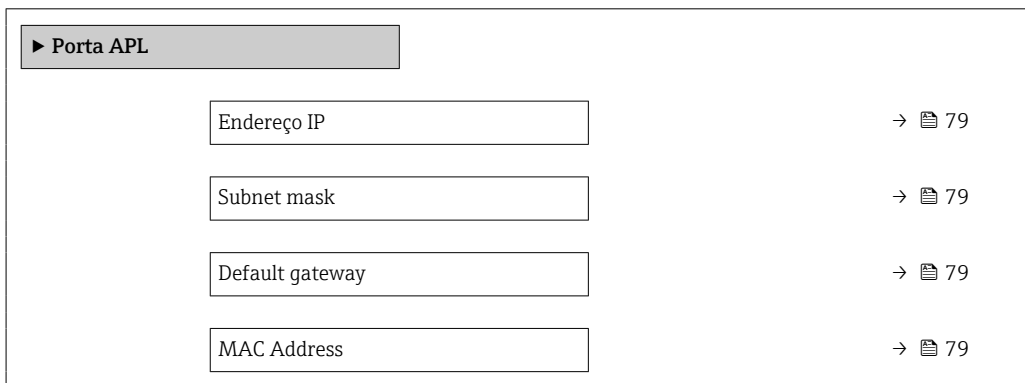 ▶ Porta APL
Endereço IP → 79
Subnet mask → 79
Default gateway → 79
MAC Address → 79